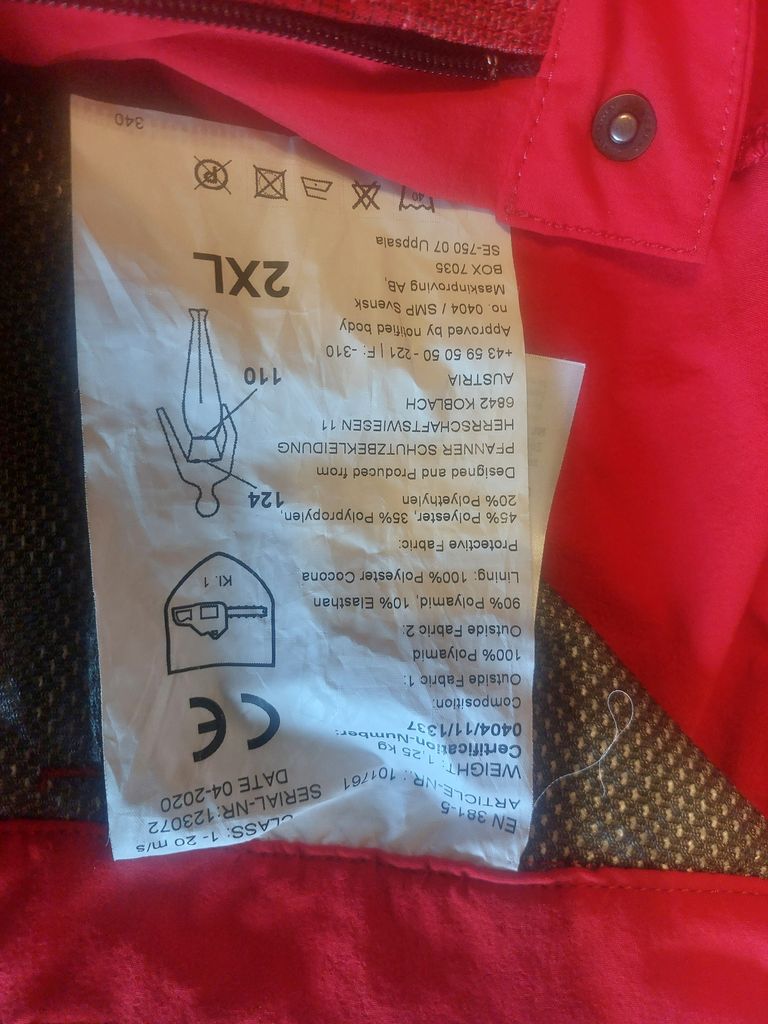 EN 381-5 CLASS: 1- 20 m/s
ARTICLE-NR.: 101761 SERIAL-NR:123072
WEIGHT: 1,25 kg DATE 04-2020
Certification-Number:
0404/11/1337
Composition:
Outside Fabric 1:
100% Polyamid
Outside Fabric 2:
90% Polyamid, 10% Elasthan
Lining: 100% Polyester Cocona
Protective Fabric:
45% Polyester, 35% Polypropylen,
20% Polyethylen
Designed and Produced from
PFANNER SCHUTZBEKLEIDUNG
HERRSCHAFTSWIESEN 11
6842 KOBLACH
AUSTRIA
+43 59 50 50 - 221 | F: -310
Approved by notified body
no. 0404 / SMP Svensk
Maskinproving AB,
BOX 7035
SE-750 07 Uppsala
CE
Kl. 1
124
110
2XL
40
P
340